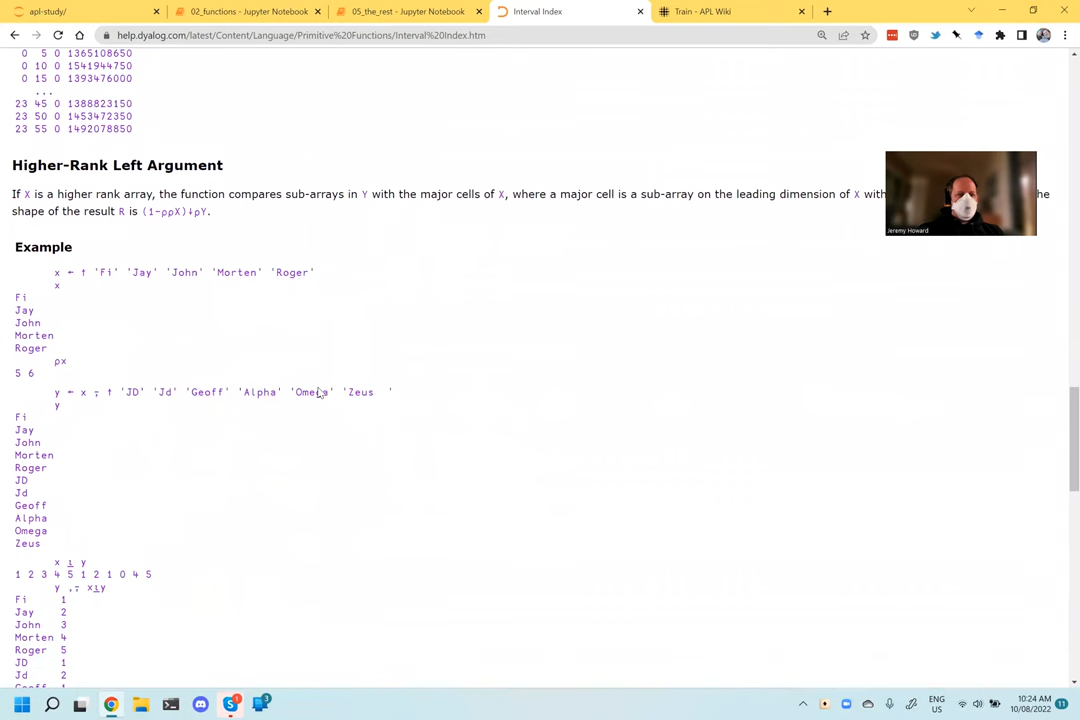 apl-study/
02_functions - Jupyter Notebook
05_the_rest - Jupyter Notebook
Interval Index
Train - APL Wiki
help.dyalog.com/latest/Content/Language/Primitive%20Functions/Interval%20Index.htm
0 5 0 1365108650
0 10 0 1541944750
0 15 0 1393476000
...
23 45 0 1388823150
23 50 0 1453472350
23 55 0 1492078850
Higher-Rank Left Argument
If X is a higher rank array, the function compares sub-arrays in Y with the major cells of X, where a major cell is a sub-array on the leading dimension of X with the
shape of the result R is (1-⍴⍴X)↓⍴Y.
Jeremy Howard
Example
x ← ↑ 'Fi' 'Jay' 'John' 'Morten' 'Roger'
x
Fi
Jay
John
Morten
Roger
⍴x
5 6
y ← x ⍪ ↑ 'JD' 'Jd' 'Geoff' 'Alpha' 'Omega' 'Zeus  '
y
Fi
Jay
John
Morten
Roger
JD
Jd
Geoff
Alpha
Omega
Zeus
x ⍸ y
1 2 3 4 5 1 2 1 0 4 5
y ,⍪ x⍸y
Fi 1
Jay 2
John 3
Morten 4
Roger 5
JD 1
Jd 2
Geoff 1
10:24 AM
ENG
US
10/08/2022
11
1
3